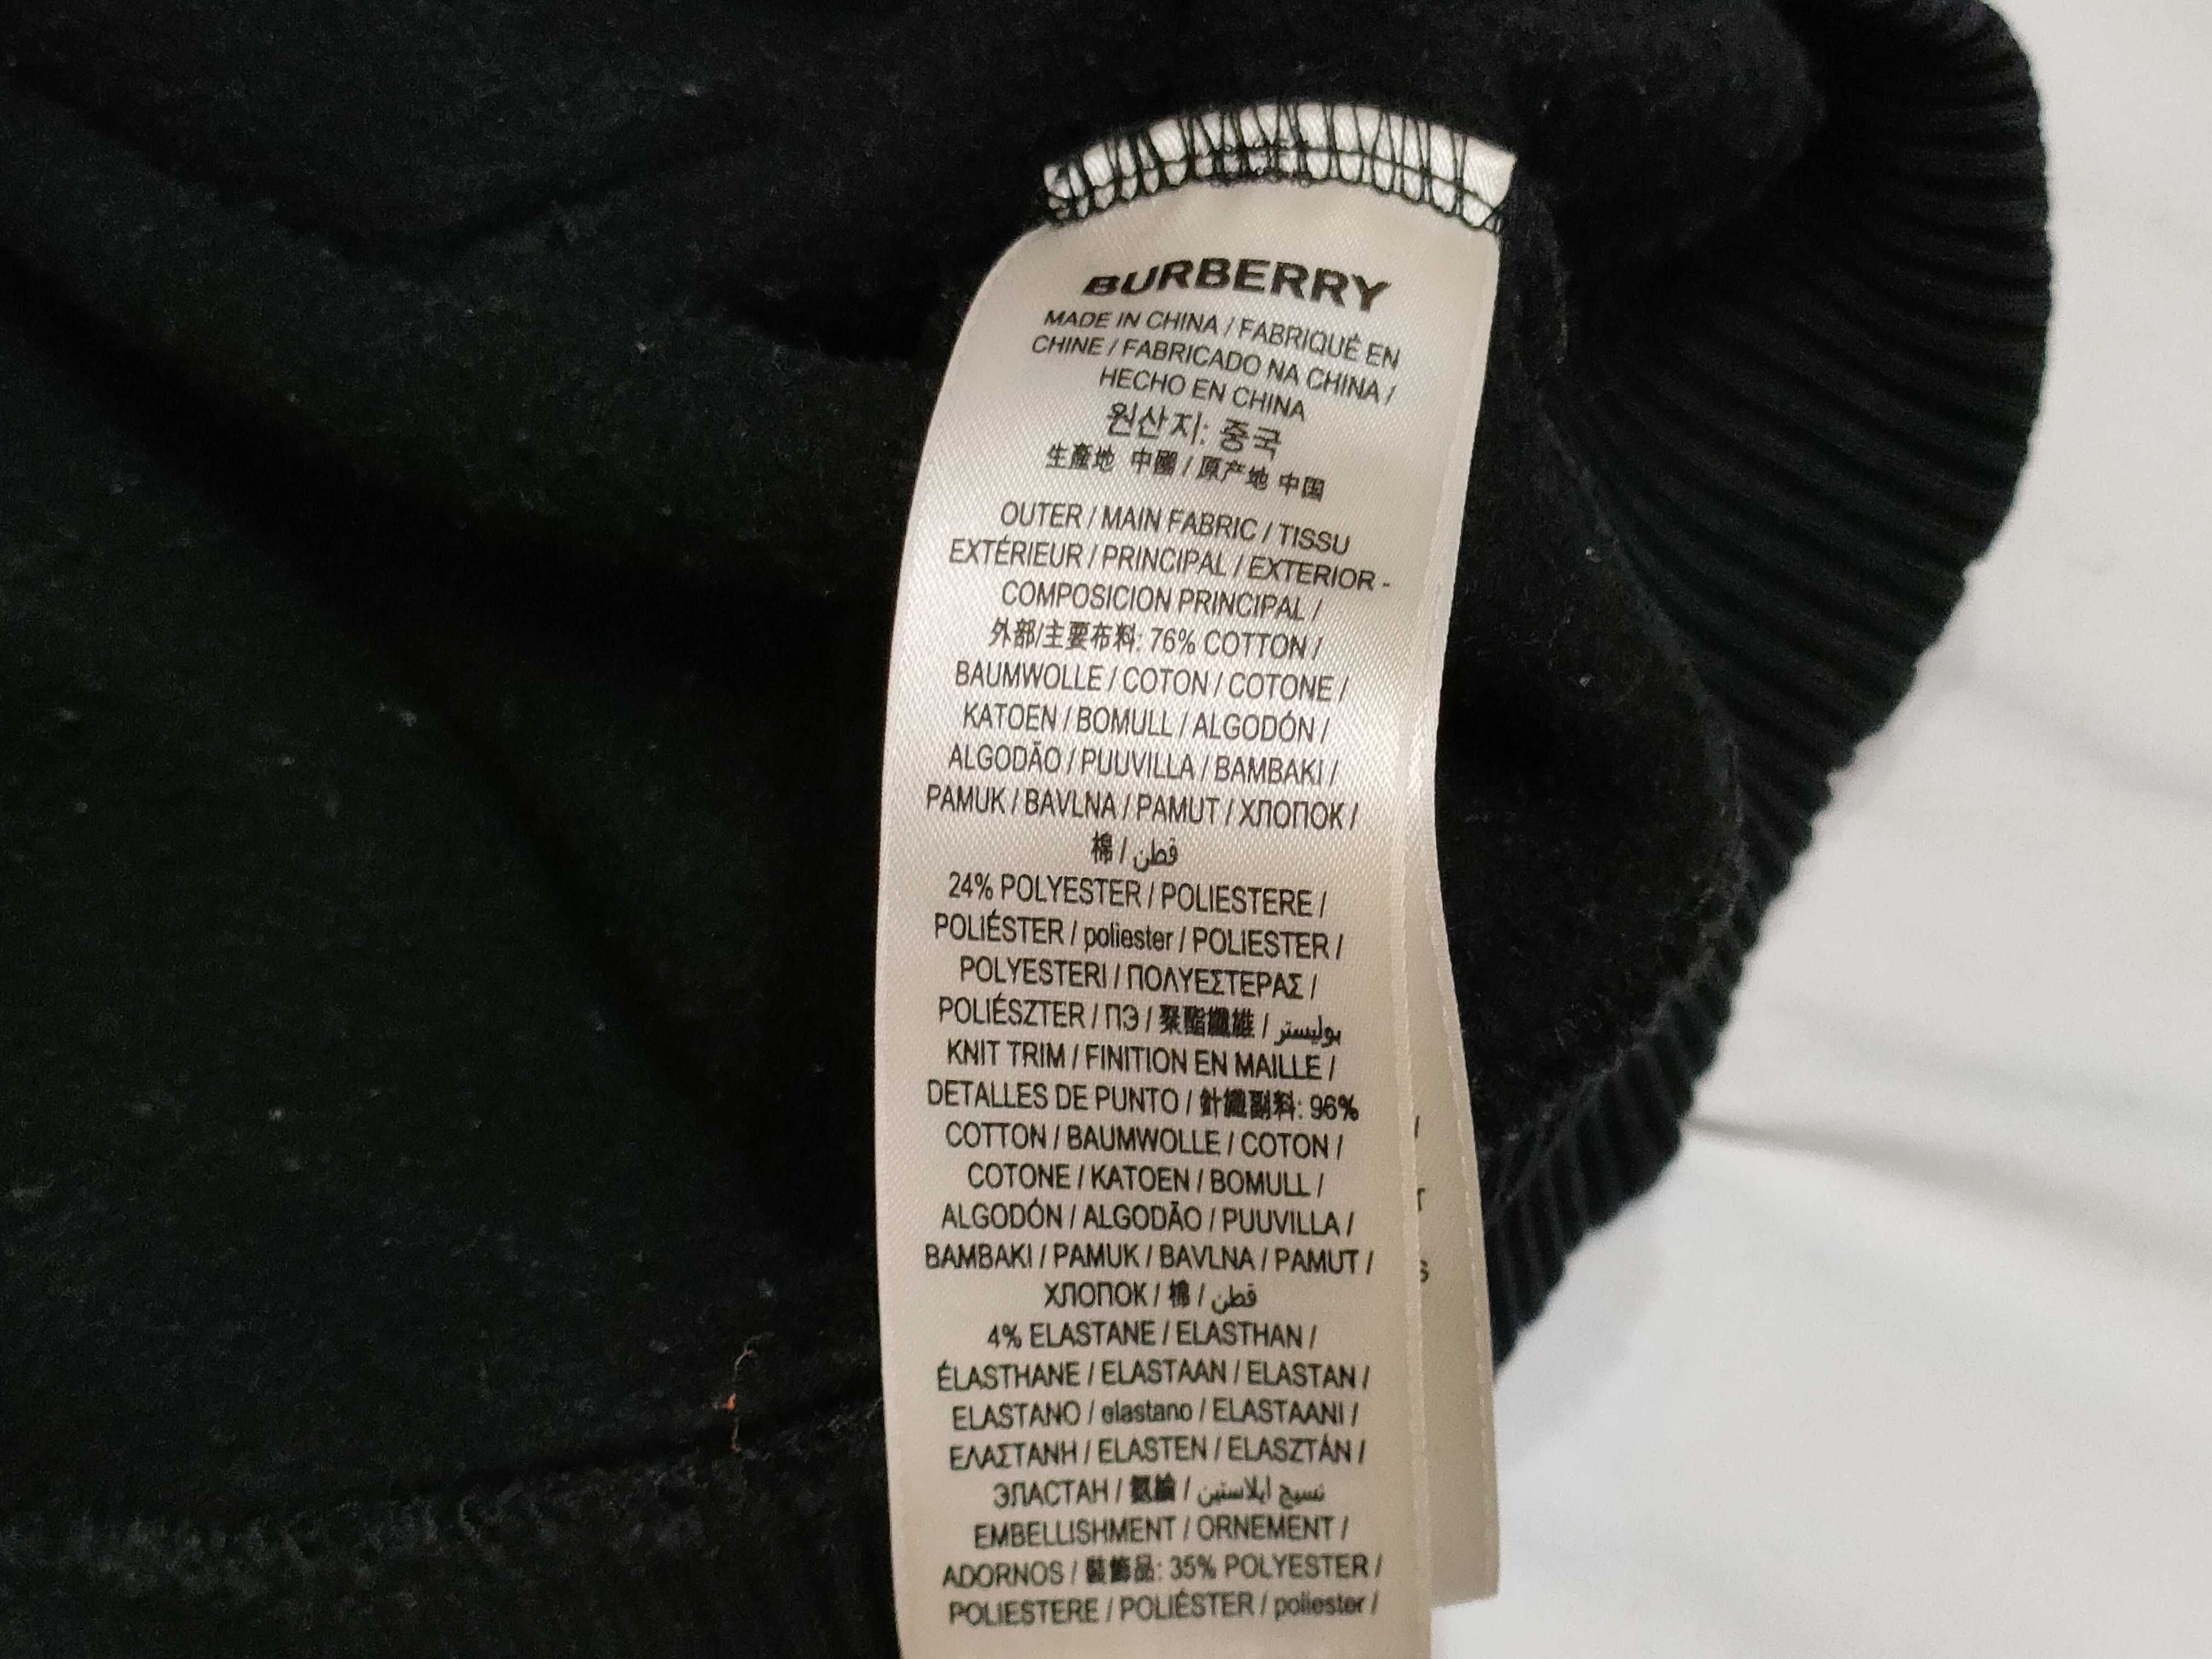 BURBERRY
MADE IN CHINA / FABRIQUÉ EN
CHINE / FABRICADO NA CHINA /
HECHO EN CHINA
원산지: 중국
生産地 中國 / 原产地 中国
OUTER / MAIN FABRIC / TISSU
EXTÉRIEUR / PRINCIPAL / EXTERIOR -
COMPOSICION PRINCIPAL /
外部/主要布料: 76% COTTON /
BAUMWOLLE / COTON / COTONE /
KATOEN / BOMULL / ALGODÓN /
ALGODÃO / PUUVILLA / BAMBAKI /
PAMUK / BAVLNA / PAMUT / ХЛОПОК /
棉 / قطن
24% POLYESTER / POLIESTERE /
POLIÉSTER / poliester / POLIESTER /
POLYESTERI / ΠΟΛΥΕΣΤΕΡΑΣ /
POLIÉSZTER / ПЭ / 聚酯纖維 / بوليستر
KNIT TRIM / FINITION EN MAILLE /
DETALLES DE PUNTO / 針織副料: 96%
COTTON / BAUMWOLLE / COTON /
COTONE / KATOEN / BOMULL /
ALGODÓN / ALGODÃO / PUUVILLA /
BAMBAKI / PAMUK / BAVLNA / PAMUT /
ХЛОПОК / 棉 / قطن
4% ELASTANE / ELASTHAN /
ÉLASTHANE / ELASTAAN / ELASTAN /
ELASTANO / elastano / ELASTAANI /
ΕΛΑΣΤΑΝΗ / ELASTEN / ELASZTÁN /
ЭЛАСТАН / 氨綸 / نسيج ايلاستين
EMBELLISHMENT / ORNEMENT /
ADORNOS / 裝飾品: 35% POLYESTER /
POLIESTERE / POLIÉSTER / poliester /